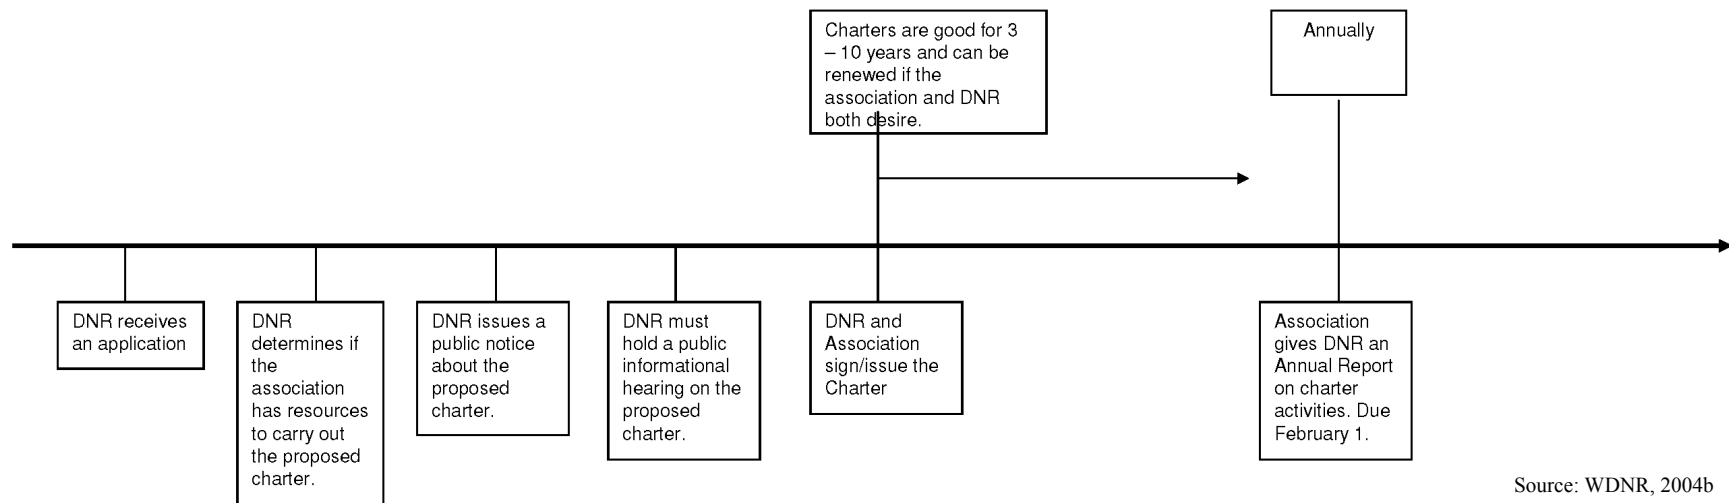 Charters are good for 3
– 10 years and can be
renewed if the
association and DNR
both desire.
Annually
DNR receives
an application
DNR
determines if
the
association
has resources
to carry out
the proposed
charter.
DNR issues a
public notice
about the
proposed
charter.
DNR must
hold a public
informational
hearing on the
proposed
charter.
DNR and
Association
sign/issue the
Charter
Association
gives DNR an
Annual Report
on charter
activities. Due
February 1.
Source: WDNR, 2004b